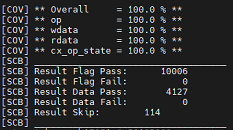 [COV] ** Overall      = 100.0 % **
[COV] ** op           = 100.0 % **
[COV] ** wdata        = 100.0 % **
[COV] ** rdata        = 100.0 % **
[COV] ** cx_op_state = 100.0 % **
[SCB] ______________________________
[SCB] Result Flag Pass:      10006
[SCB] Result Flag Fail:          0
[SCB] Result Data Pass:       4127
[SCB] Result Data Fail:          0
[SCB] Result Skip:       114
[SCB] ______________________________